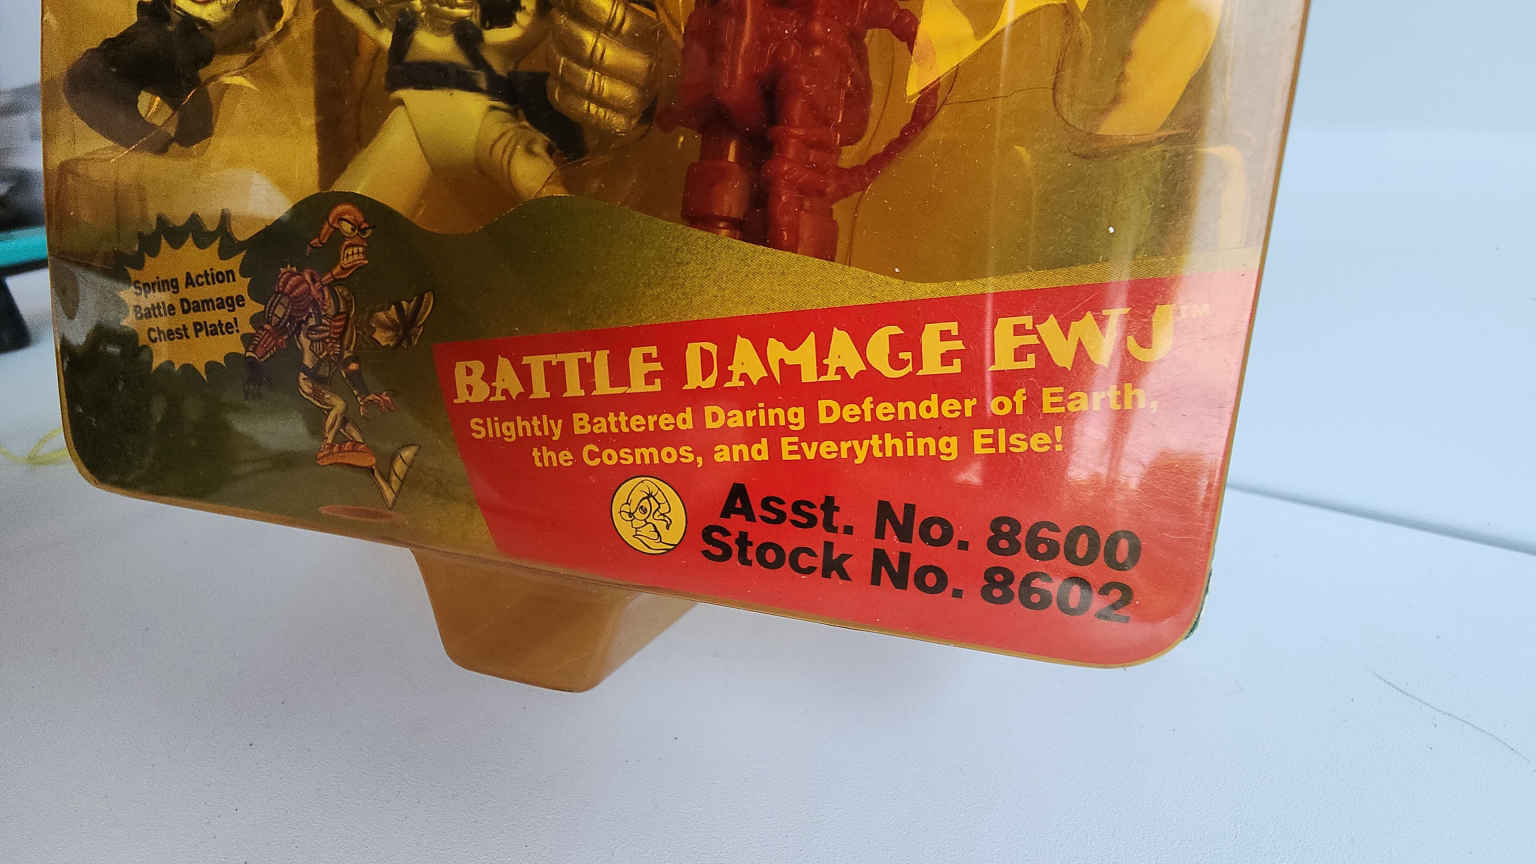 Spring Action
Battle Damage
Chest Plate!
BATTLE DAMAGE EWJ™
Slightly Battered Daring Defender of Earth,
the Cosmos, and Everything Else!
Asst. No. 8600
Stock No. 8602